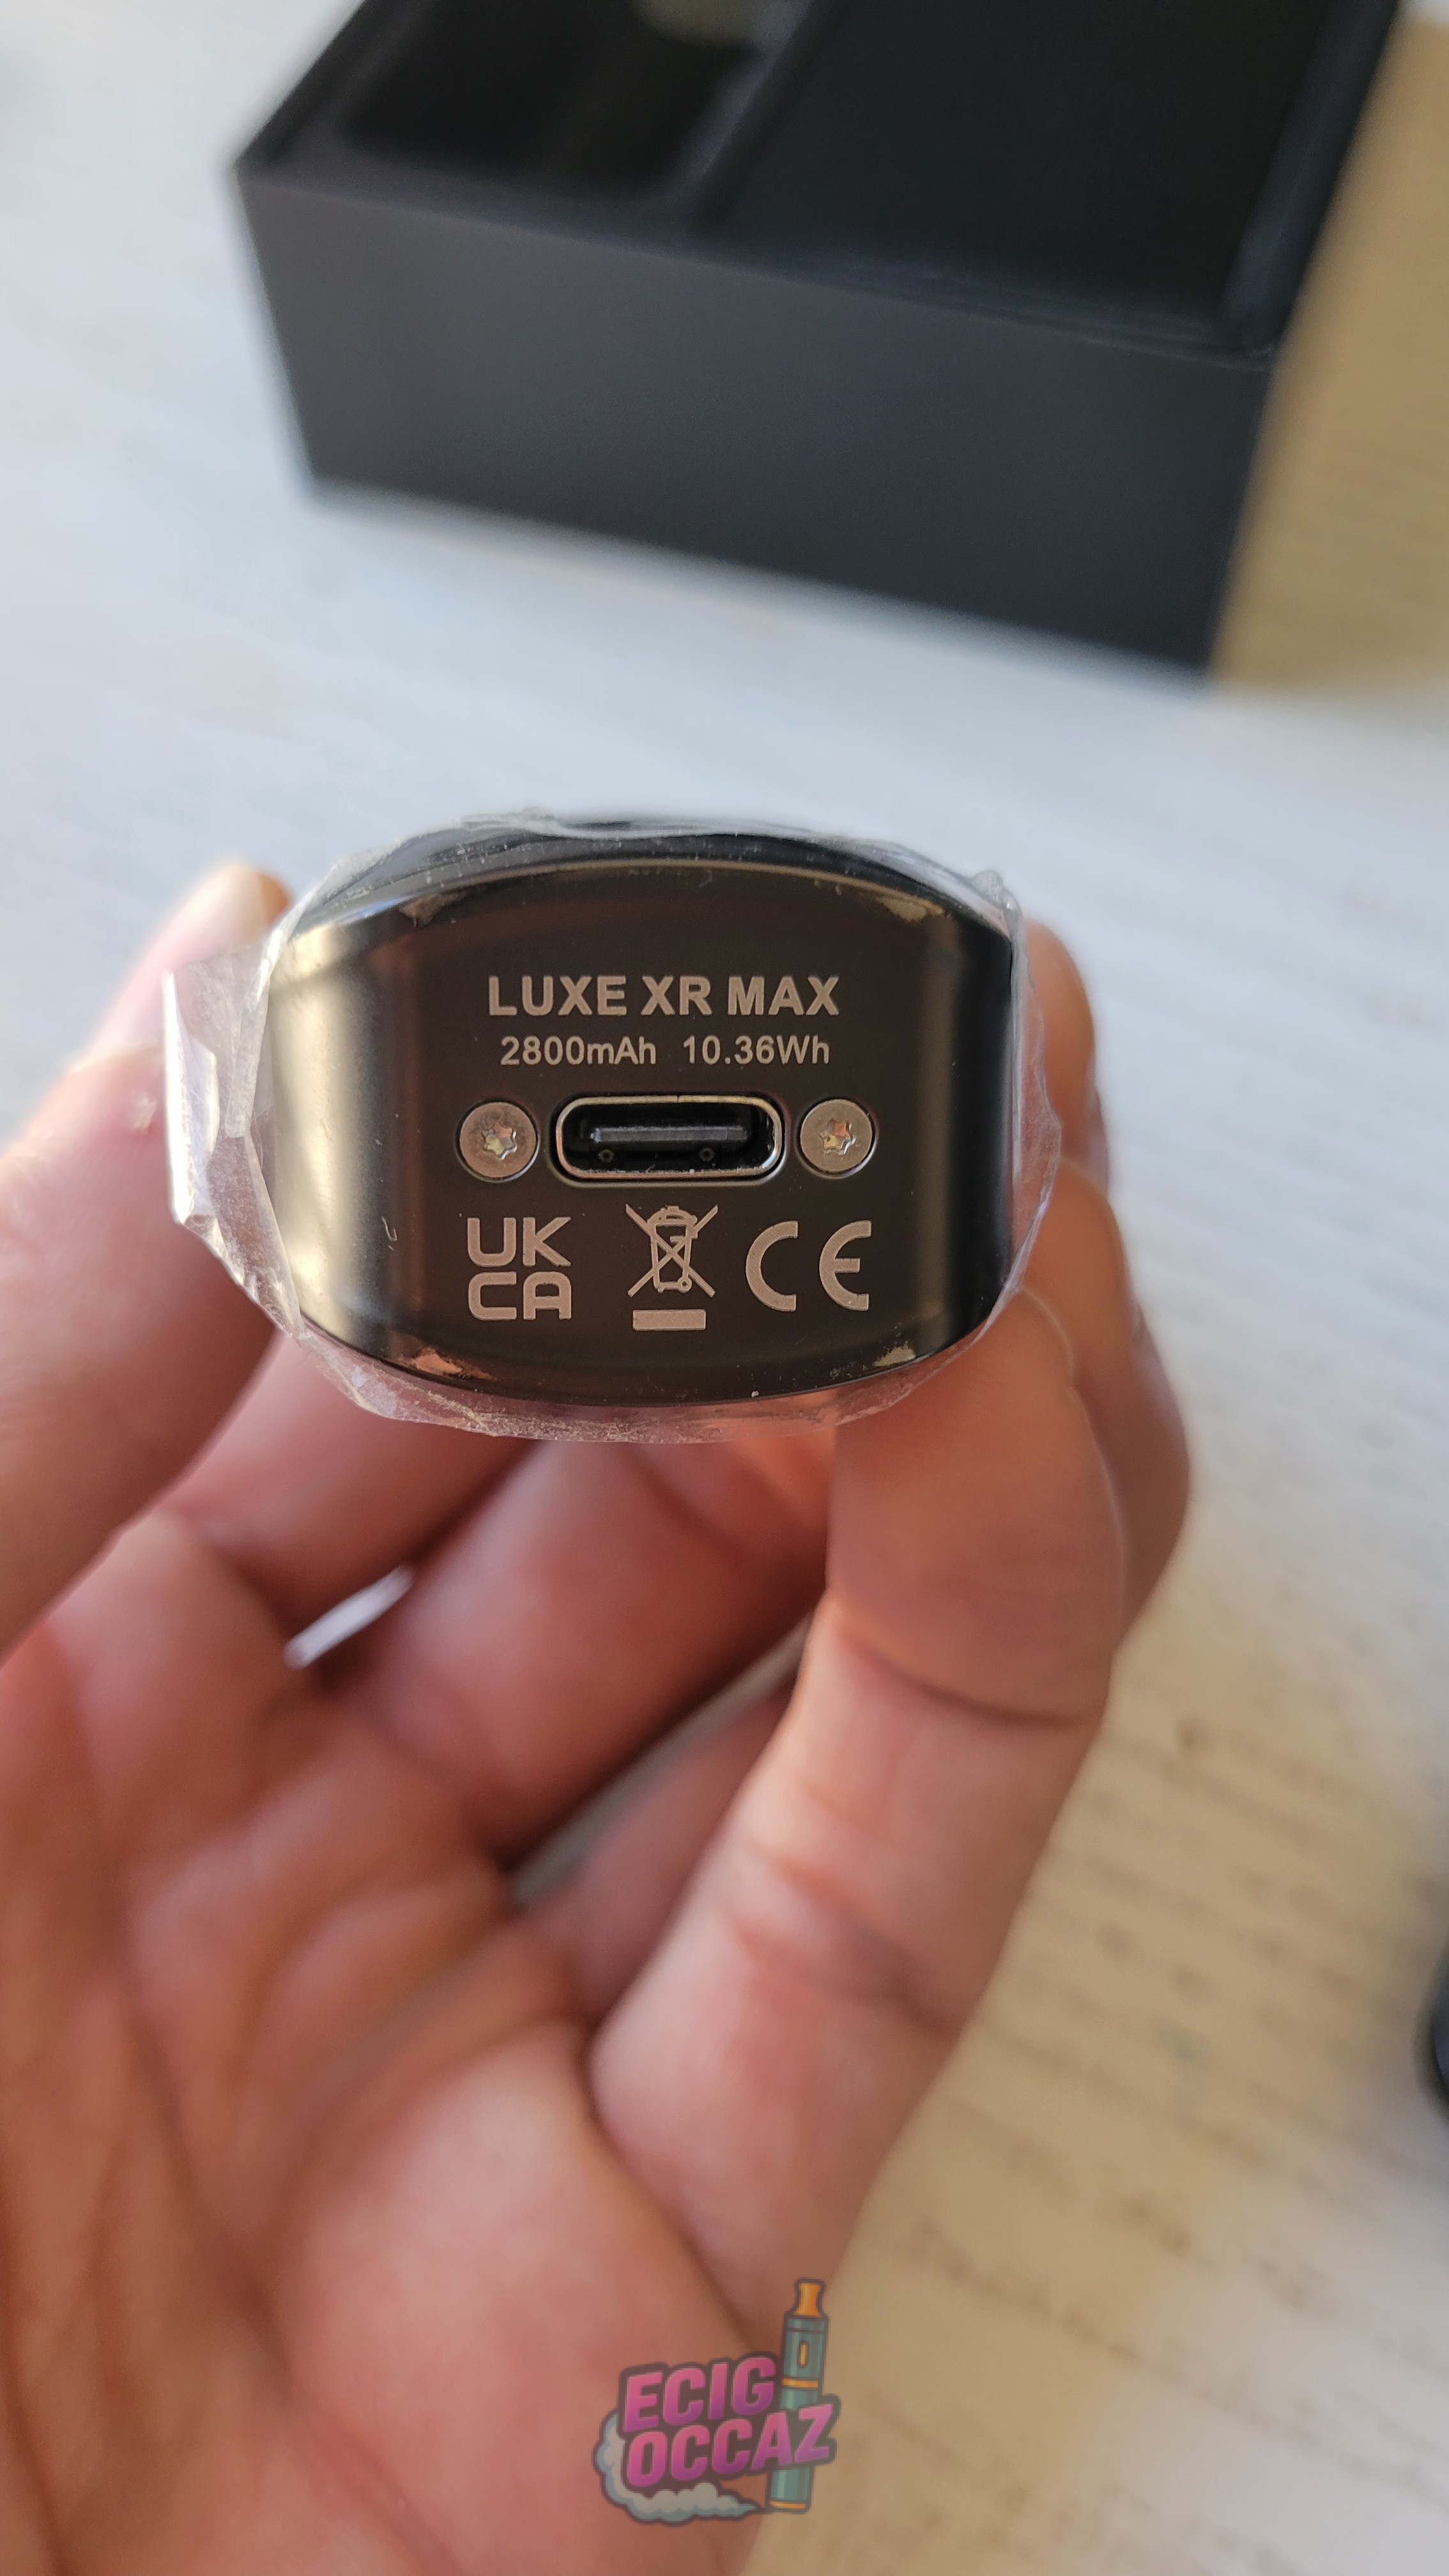 LUXE XR MAX
2800mAh 10.36Wh
UK
CA
CE
ECIG
OCCAZ